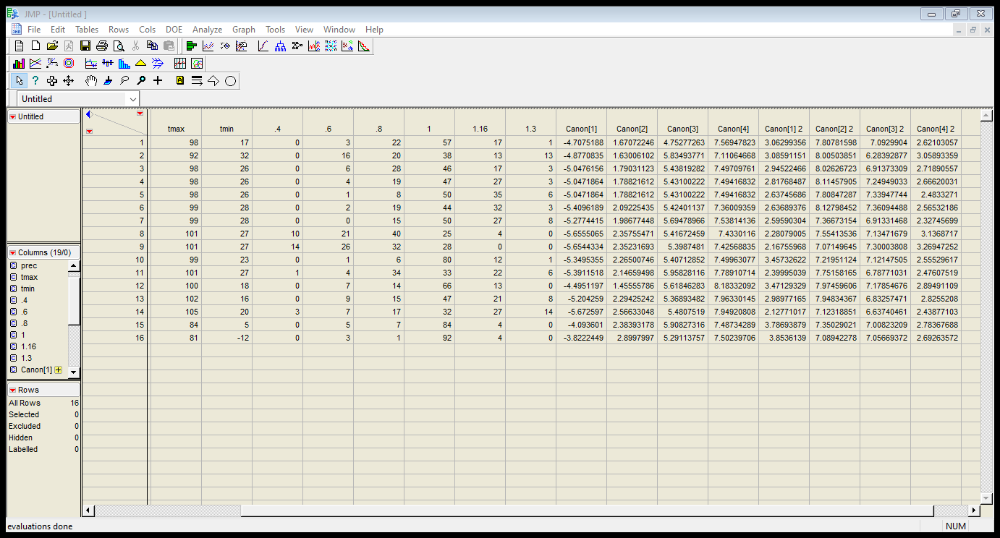 JMP - [Untitled ]
File Edit Tables Rows Cols DOE Analyze Graph Tools View Window Help
Untitled
Untitled
tmax tmin .4 .6 .8 1 1.16 1.3 Canon[1] Canon[2] Canon[3] Canon[4] Canon[1] 2 Canon[2] 2 Canon[3] 2 Canon[4] 2
1 98 17 0 3 22 57 17 1 -4.7075188 1.67072246 4.75277263 7.56947823 3.06299356 7.80781598 7.0929904 2.62103057
2 92 32 0 16 20 38 13 13 -4.8770835 1.63006102 5.83493771 7.11064668 3.08591151 8.00503851 6.28392877 3.05893359
3 98 26 0 6 28 46 17 3 -5.0476156 1.79031123 5.43819282 7.49709761 2.94522466 8.02626723 6.91373309 2.71890557
4 98 26 0 4 19 47 27 3 -5.0471864 1.78821612 5.43100222 7.49416832 2.81768487 8.11457905 7.24949033 2.66620031
5 98 26 0 1 8 50 35 6 -5.0471864 1.78821612 5.43100222 7.49416832 2.63745686 7.80847287 7.33947744 2.4833271
6 99 28 0 2 19 44 32 3 -5.4096189 2.09225435 5.42401137 7.36009359 2.63689376 8.12798452 7.36094488 2.56532186
7 99 28 0 0 15 50 27 8 -5.2774415 1.98677448 5.69478966 7.53814136 2.59590304 7.36673154 6.91331468 2.32745699
8 101 27 10 21 40 25 4 0 -5.6555065 2.35755471 5.41672459 7.4330116 2.28079005 7.55413536 7.13471679 3.1368717
9 101 27 14 26 32 28 0 0 -5.6544334 2.35231693 5.3987481 7.42568835 2.16755968 7.07149645 7.30003808 3.26947252
10 99 23 0 1 6 80 12 1 -5.3495355 2.26500746 5.40712852 7.49963077 3.45732622 7.21951124 7.12147505 2.55529617
11 101 27 1 4 34 33 22 6 -5.3911518 2.14659498 5.95828116 7.78910714 2.39995039 7.75158165 6.78771031 2.47607519
12 100 18 0 7 14 66 13 0 -4.4951197 1.45555786 5.61846283 8.18332092 3.47129329 7.97459606 7.17854676 2.89491109
13 102 16 0 9 15 47 21 8 -5.204259 2.29425242 5.36893482 7.96330145 2.98977165 7.94834367 6.83257471 2.8255208
14 105 20 3 7 17 32 27 14 -5.672597 2.56633048 5.4807519 7.94920808 2.12771017 7.12318851 6.63740461 2.43877103
15 84 5 0 5 7 84 4 0 -4.093601 2.38393178 5.90827316 7.48734289 3.78693879 7.35029021 7.00823209 2.78367688
16 81 -12 0 3 1 92 4 0 -3.8222449 2.8997997 5.29113757 7.50239706 3.8536139 7.08942278 7.05669372 2.69263572
Columns (19/0)
prec
tmax
tmin
.4
.6
.8
1
1.16
1.3
Canon[1]
Rows
All Rows 16
Selected 0
Excluded 0
Hidden 0
Labelled 0
evaluations done NUM